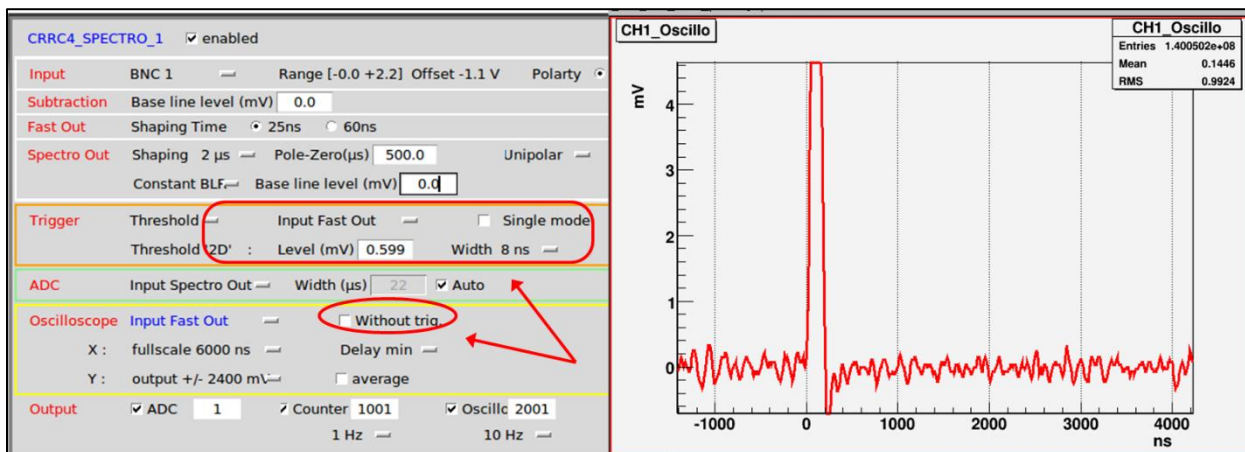 CRRC4_SPECTRO_1 enabled
Input BNC 1 Range [-0.0 +2.2] Offset -1.1 V Polarty
Subtraction Base line level (mV) 0.0
Fast Out Shaping Time 25ns 60ns
Spectro Out Shaping 2 µs Pole-Zero(µs) 500.0 Unipolar
Constant BLF Base line level (mV) 0.0
Trigger Threshold Input Fast Out Single mode
Threshold '2D' : Level (mV) 0.599 Width 8 ns
ADC Input Spectro Out Width (µs) 22 Auto
Oscilloscope Input Fast Out Without trig.
X : fullscale 6000 ns Delay min
Y : output +/- 2400 mV average
Output ADC 1 Counter 1001 Oscillo 2001
1 Hz 10 Hz
CH1_Oscillo
CH1_Oscillo
Entries 1.400502e+08
Mean 0.1446
RMS 0.9924
mV
4
3
2
1
0
-1000 0 1000 2000 3000 4000
ns